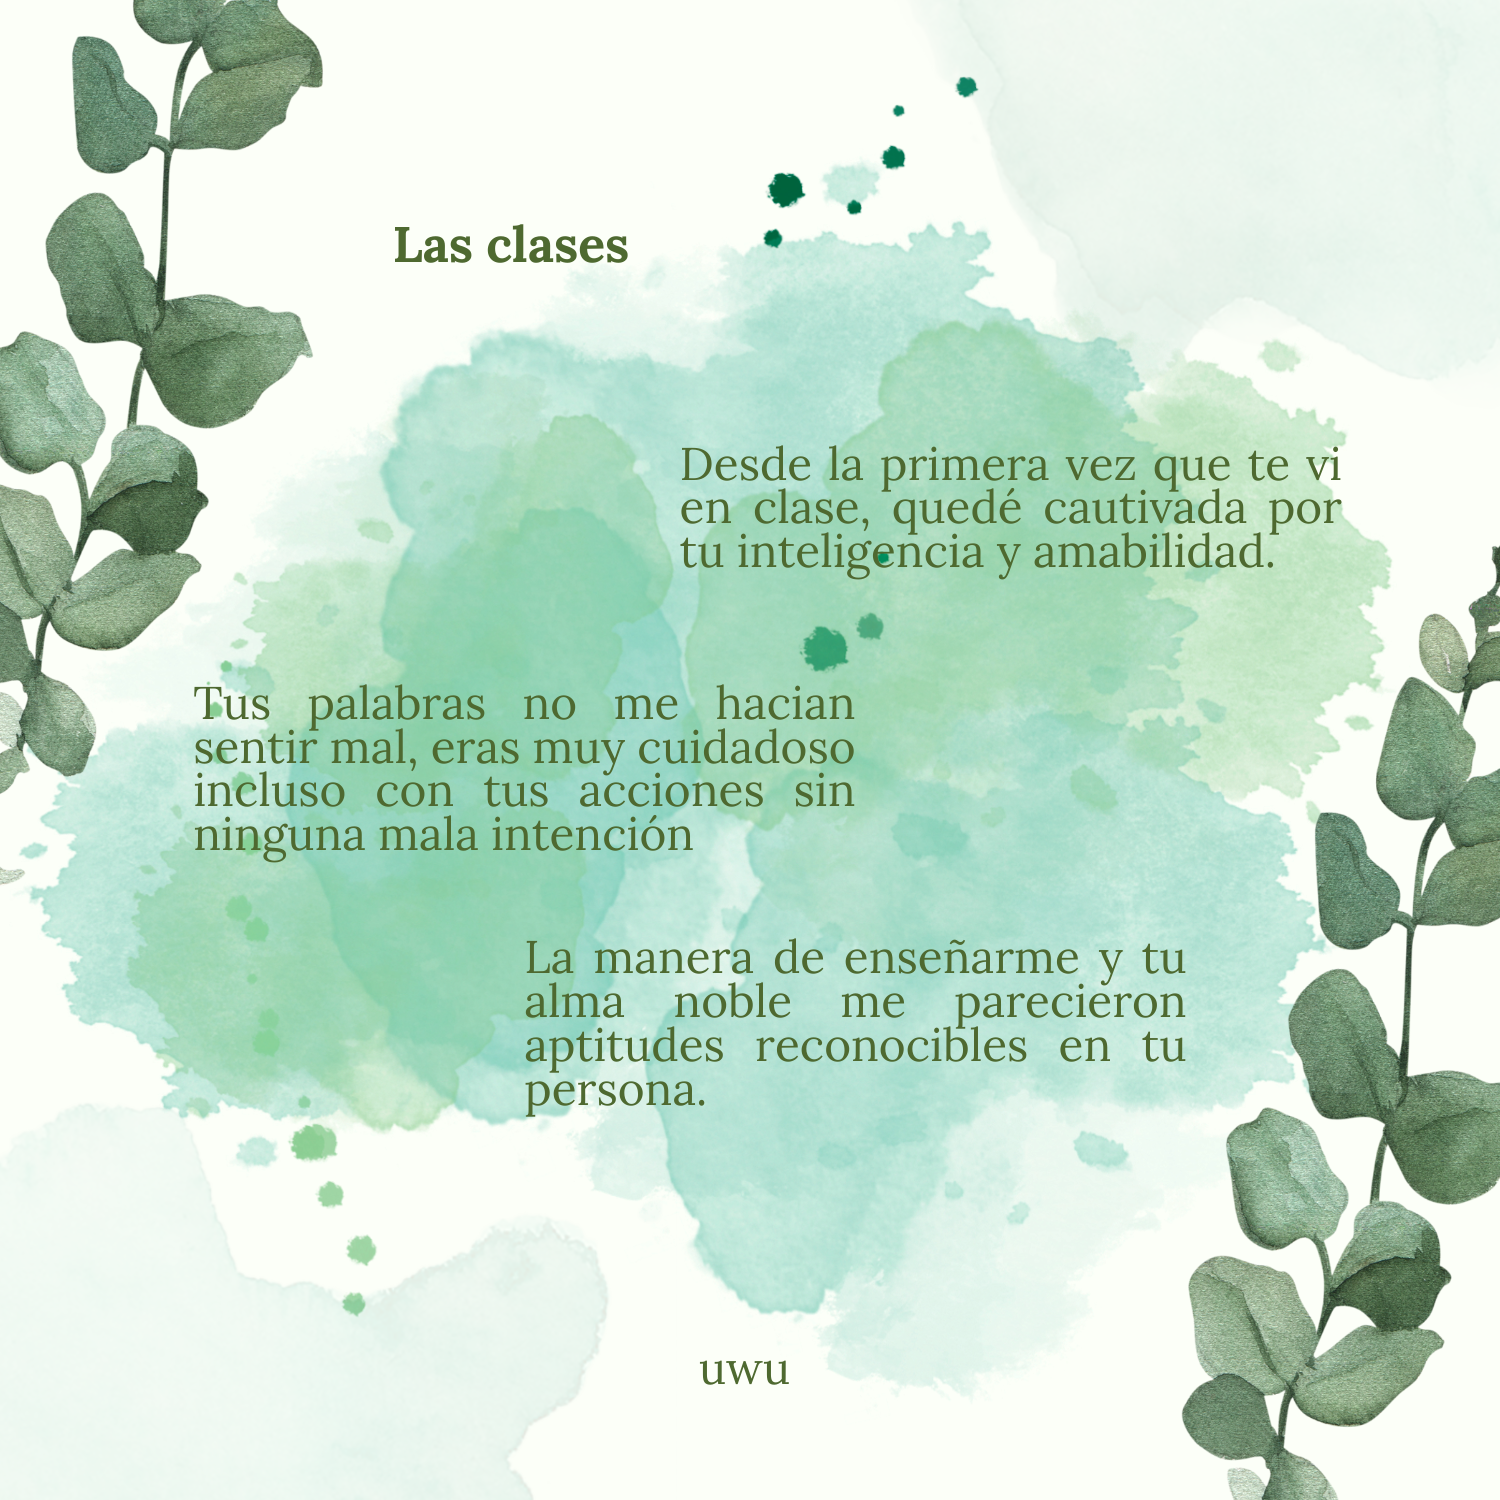 Las clases
Desde la primera vez que te vi
en clase, quedé cautivada por
tu inteligencia y amabilidad.
Tus palabras no me hacian
sentir mal, eras muy cuidadoso
incluso con tus acciones sin
ninguna mala intención
La manera de enseñarme y tu
alma noble me parecieron
aptitudes reconocibles en tu
persona.
uwu